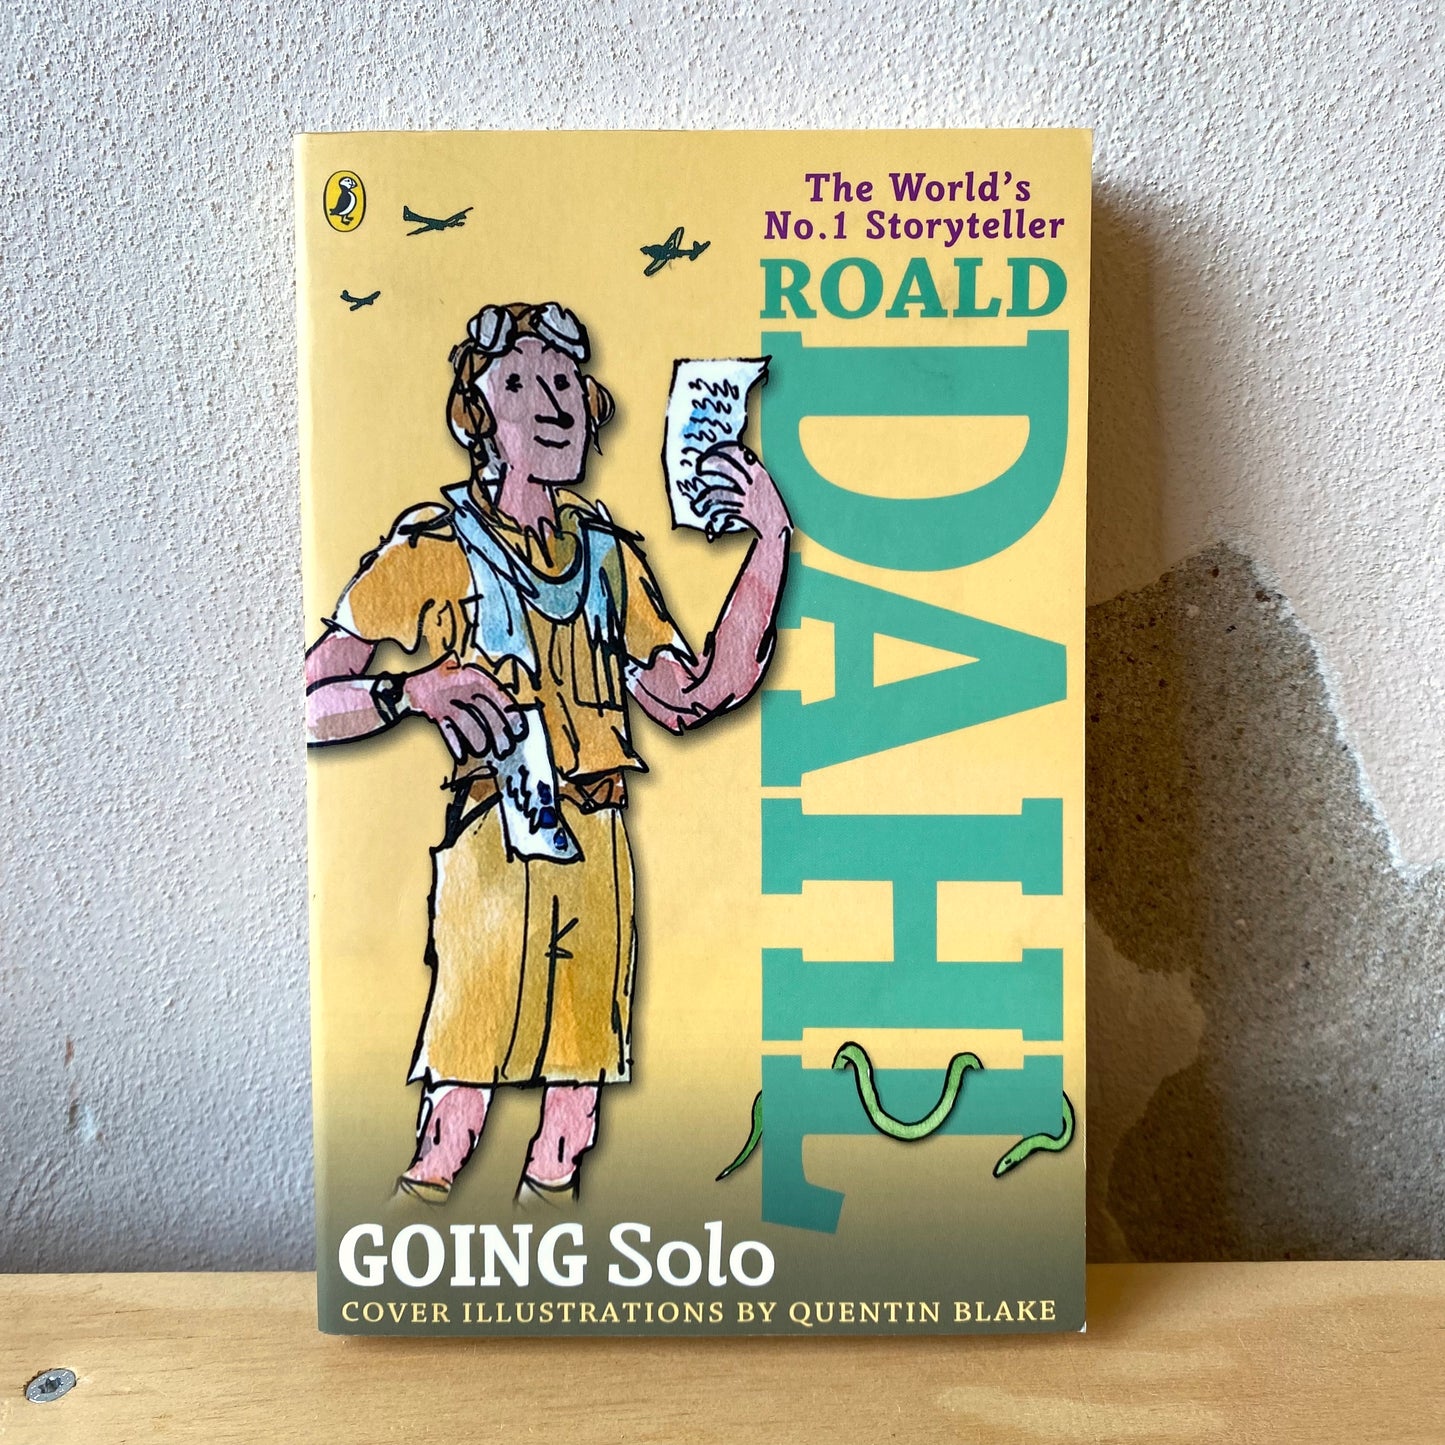 The World's
No.1 Storyteller
ROALD
DAHL
GOING Solo
COVER ILLUSTRATIONS BY QUENTIN BLAKE